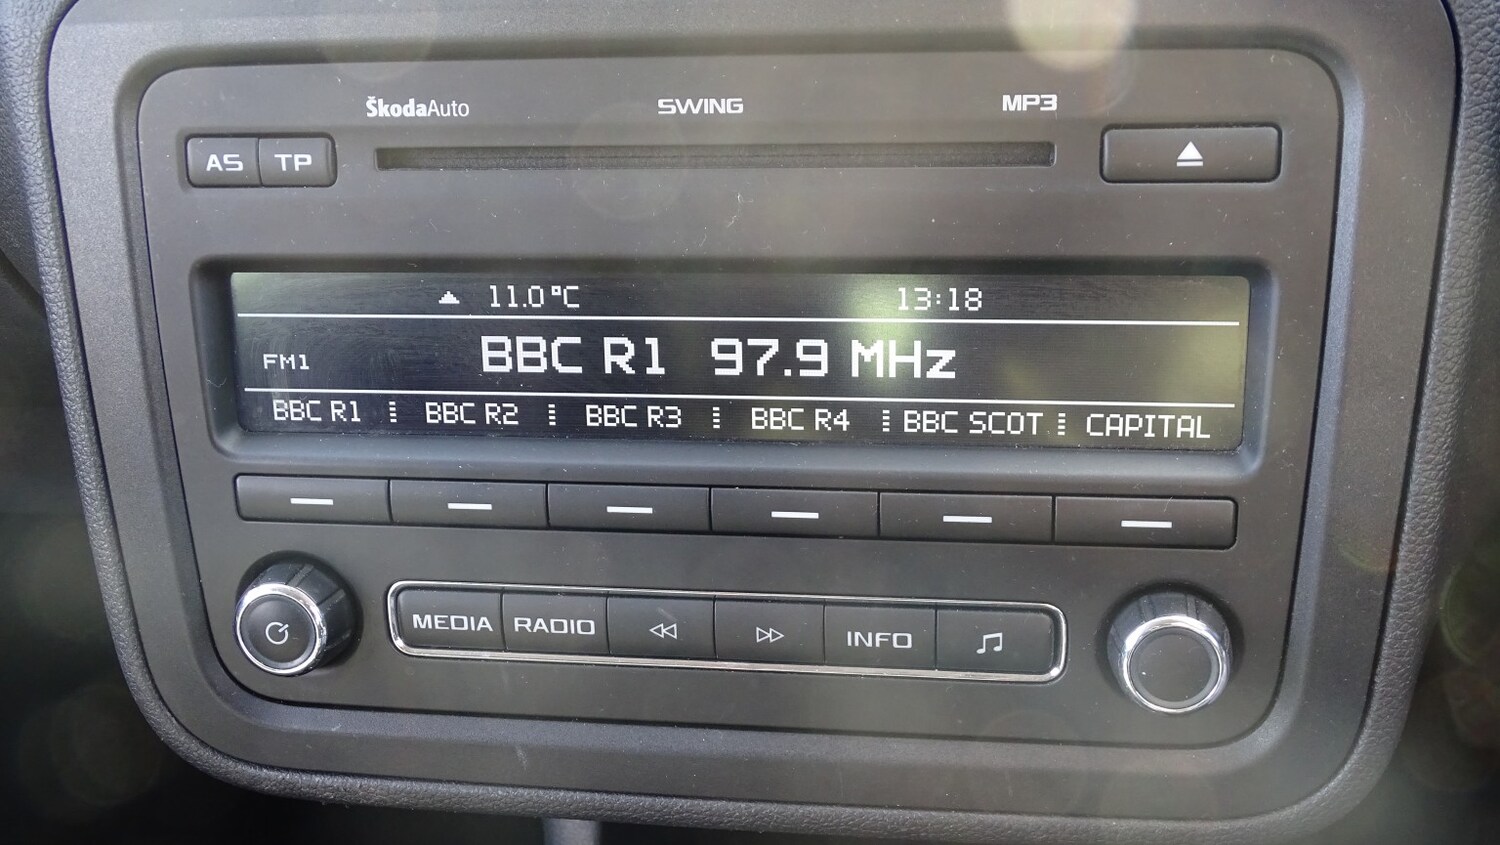 ŠkodaAuto SWING MP3
AS TP
11.0°C 13:18
FM1 BBC R1 97.9 MHz
BBC R1 BBC R2 BBC R3 BBC R4 BBC SCOT CAPITAL
MEDIA RADIO INFO